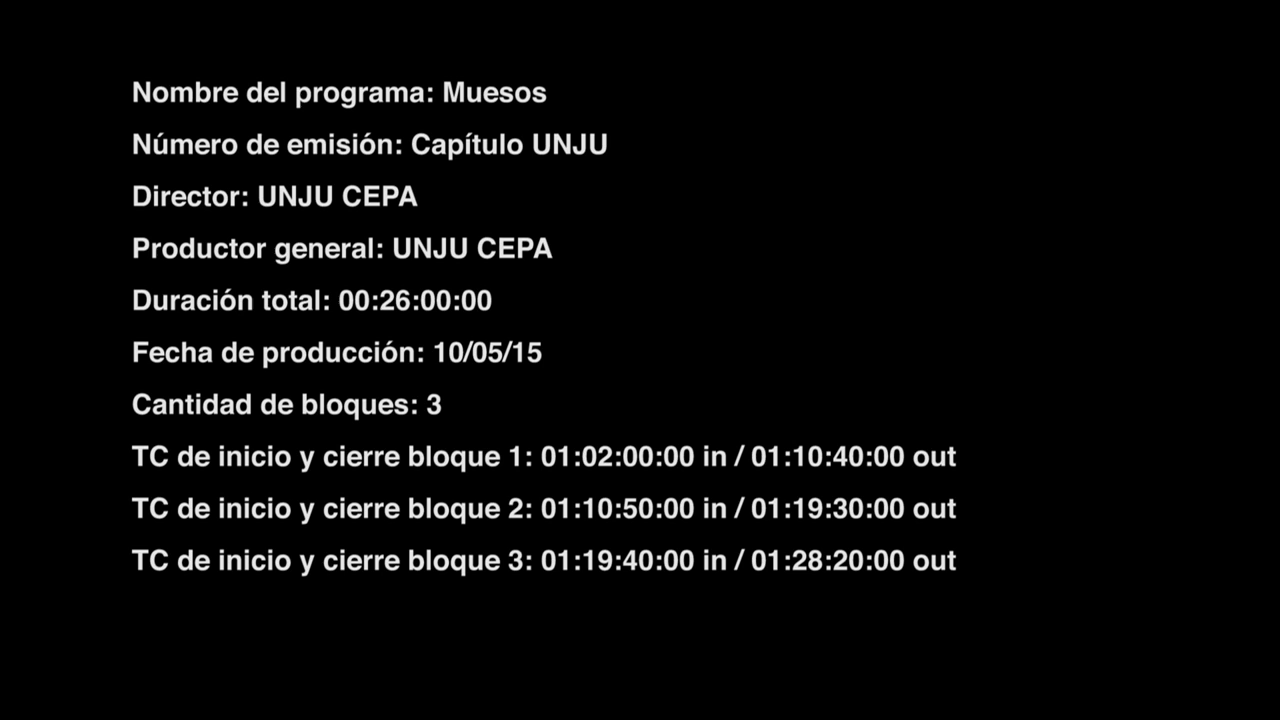 Nombre del programa: Muesos
Número de emisión: Capítulo UNJU
Director: UNJU CEPA
Productor general: UNJU CEPA
Duración total: 00:26:00:00
Fecha de producción: 10/05/15
Cantidad de bloques: 3
TC de inicio y cierre bloque 1: 01:02:00:00 in / 01:10:40:00 out
TC de inicio y cierre bloque 2: 01:10:50:00 in / 01:19:30:00 out
TC de inicio y cierre bloque 3: 01:19:40:00 in / 01:28:20:00 out